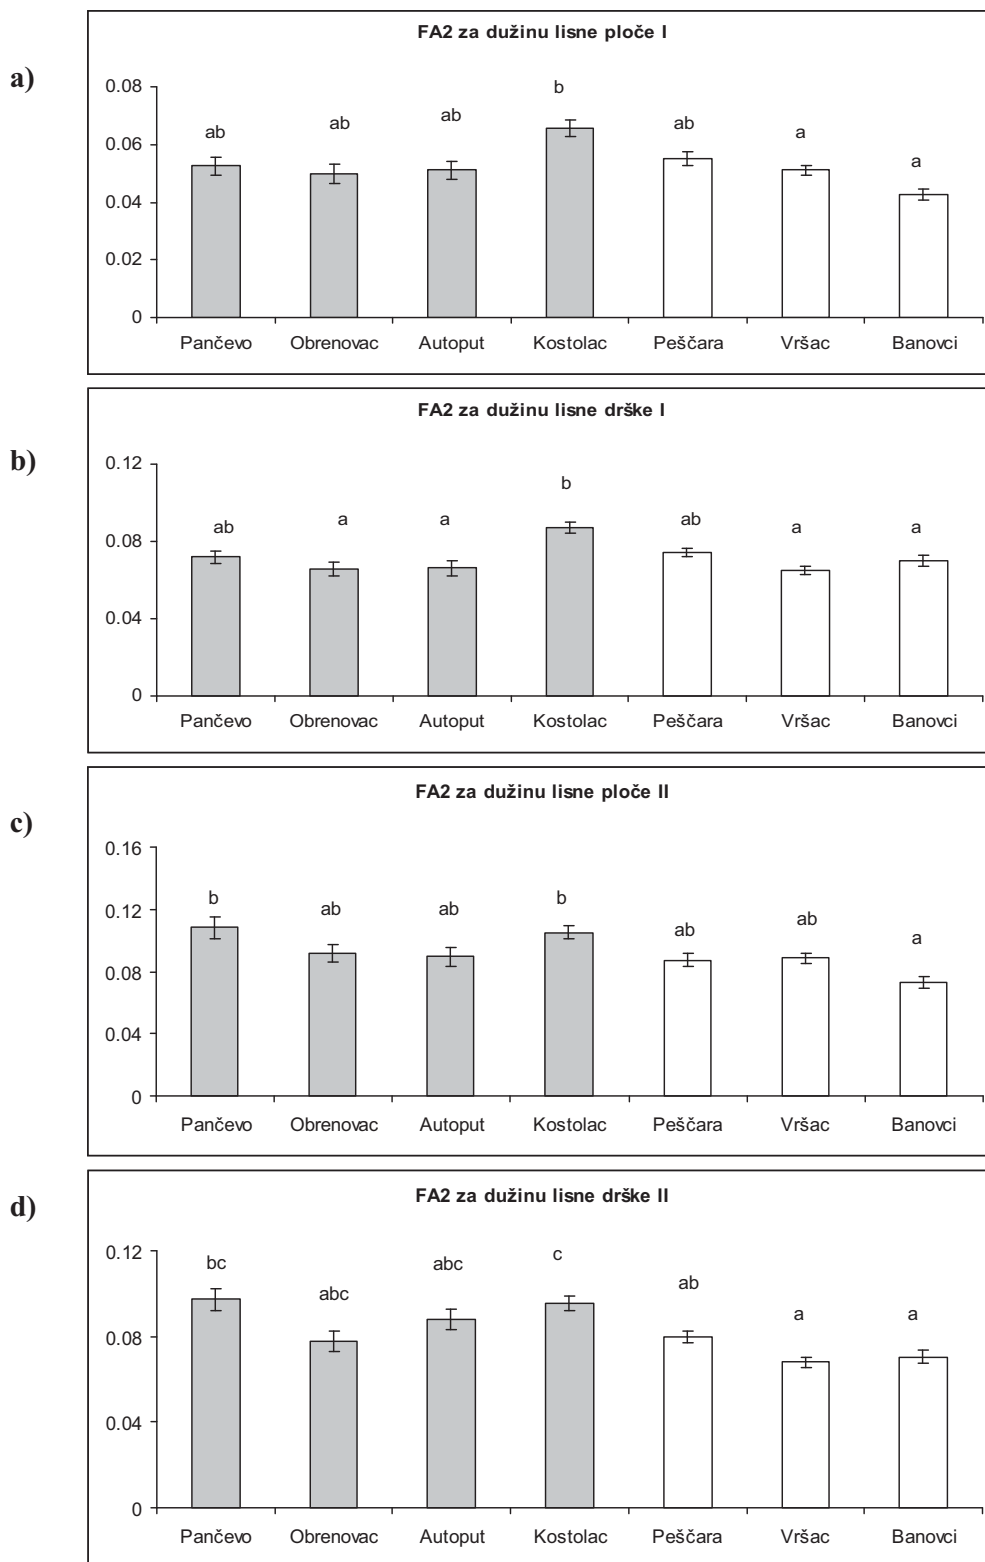 FA2 za dužinu lisne ploče I
a)
0.08
b
ab
ab
ab
ab
a
a
0.06
0.04
0.02
0
Pančevo Obrenovac Autoput Kostolac Peščara Vršac Banovci
FA2 za dužinu lisne drške I
b)
0.12
b
ab
a
a
ab
a
a
0.08
0.04
0
Pančevo Obrenovac Autoput Kostolac Peščara Vršac Banovci
FA2 za dužinu lisne ploče II
c)
0.16
b
ab
ab
b
ab
ab
a
0.12
0.08
0.04
0
Pančevo Obrenovac Autoput Kostolac Peščara Vršac Banovci
FA2 za dužinu lisne drške II
d)
0.12
bc
abc
abc
c
ab
a
a
0.08
0.04
0
Pančevo Obrenovac Autoput Kostolac Peščara Vršac Banovci